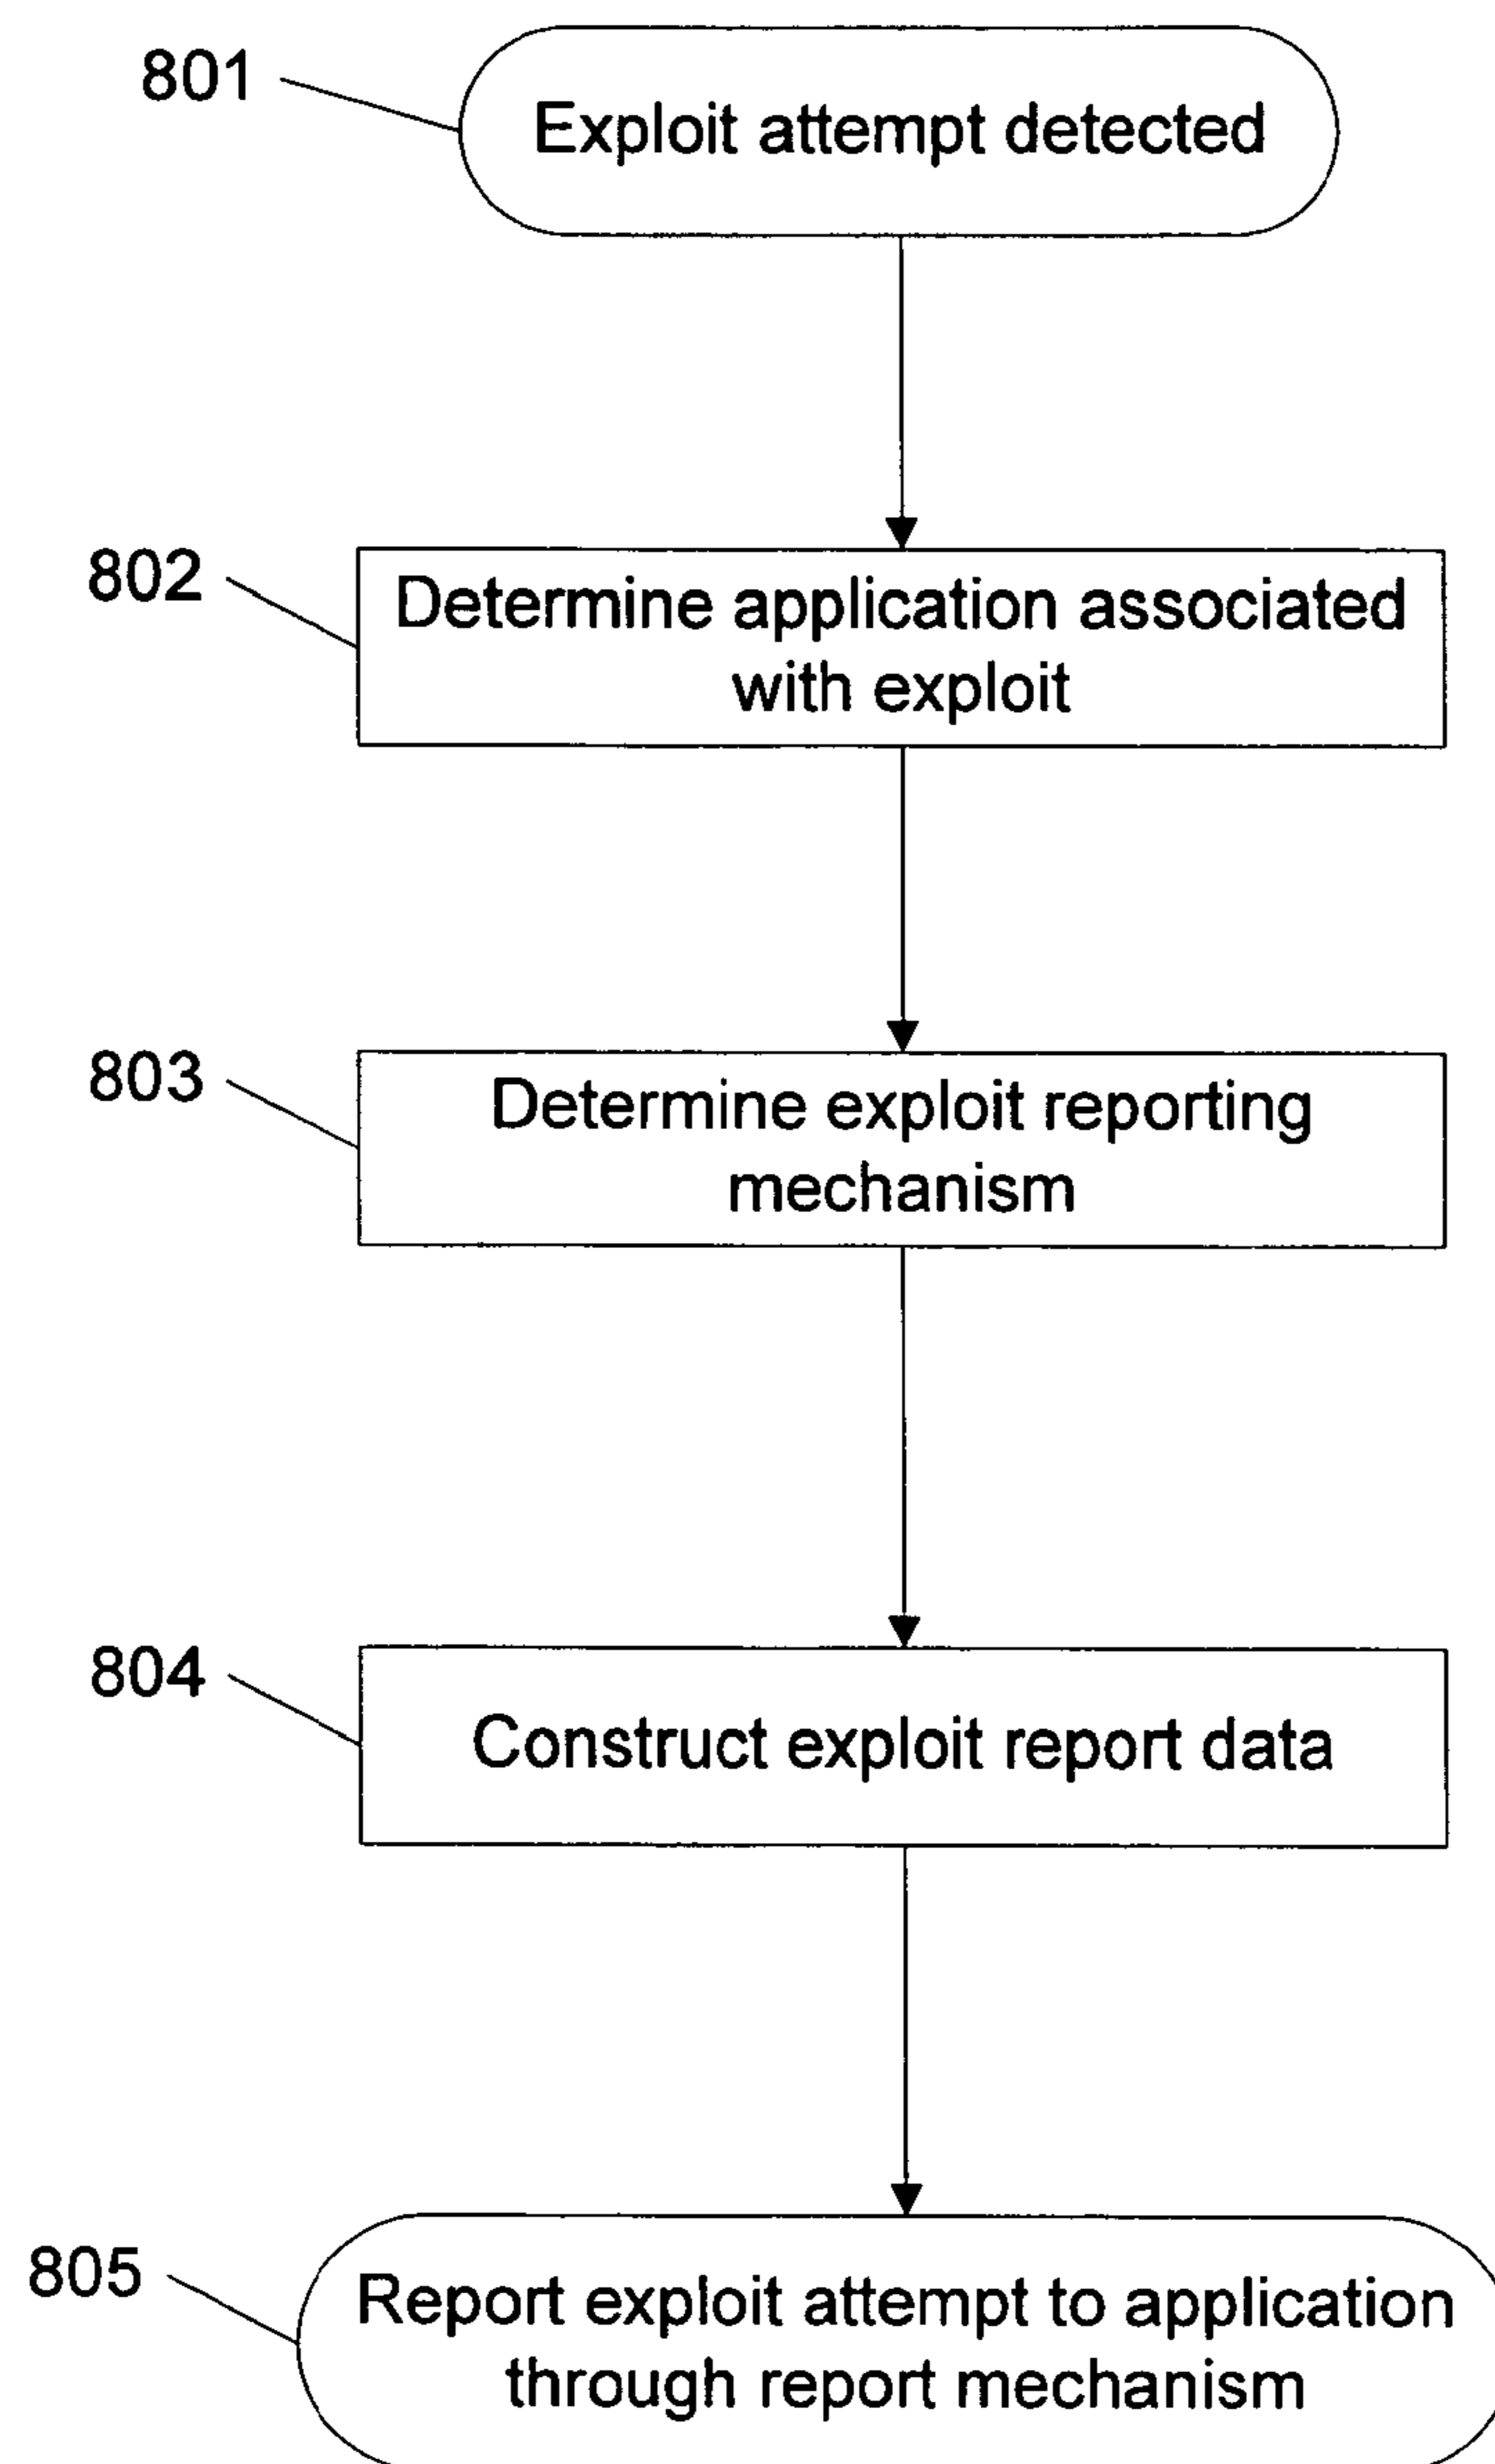 801
Exploit attempt detected
802
Determine application associated
with exploit
803
Determine exploit reporting
mechanism
804
Construct exploit report data
805
Report exploit attempt to application
through report mechanism